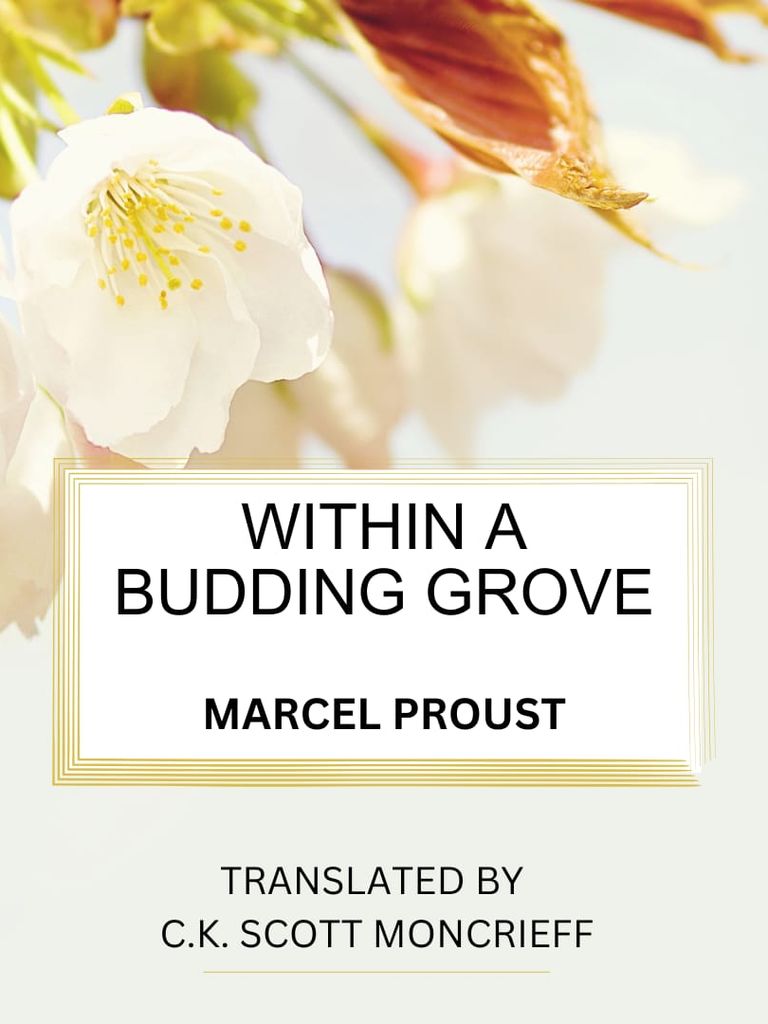 WITHIN A
BUDDING GROVE
MARCEL PROUST
TRANSLATED BY
C.K. SCOTT MONCRIEFF